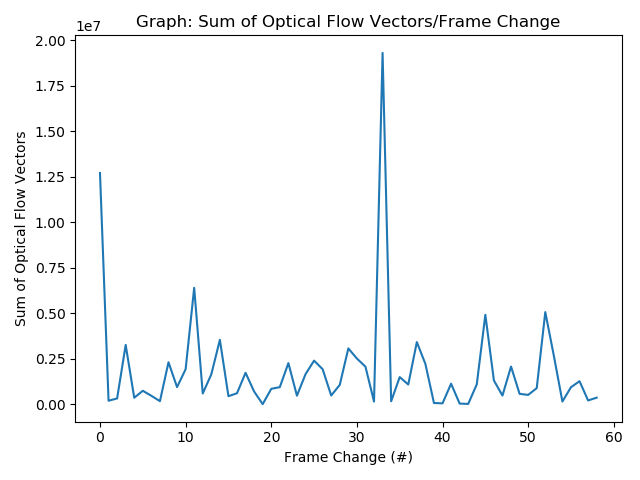 Graph: Sum of Optical Flow Vectors/Frame Change
1e7
2.00
1.75
1.50
1.25
1.00
0.75
0.50
0.25
0.00
Sum of Optical Flow Vectors
0 10 20 30 40 50 60
Frame Change (#)